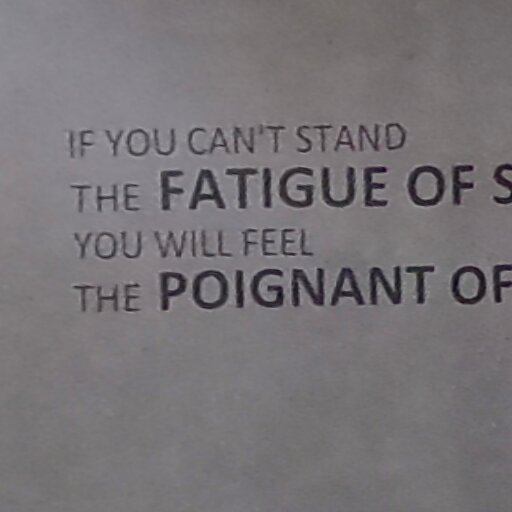 IF YOU CAN'T STAND
THE FATIGUE OF
YOU WILL FEEL
THE POIGNANT OF